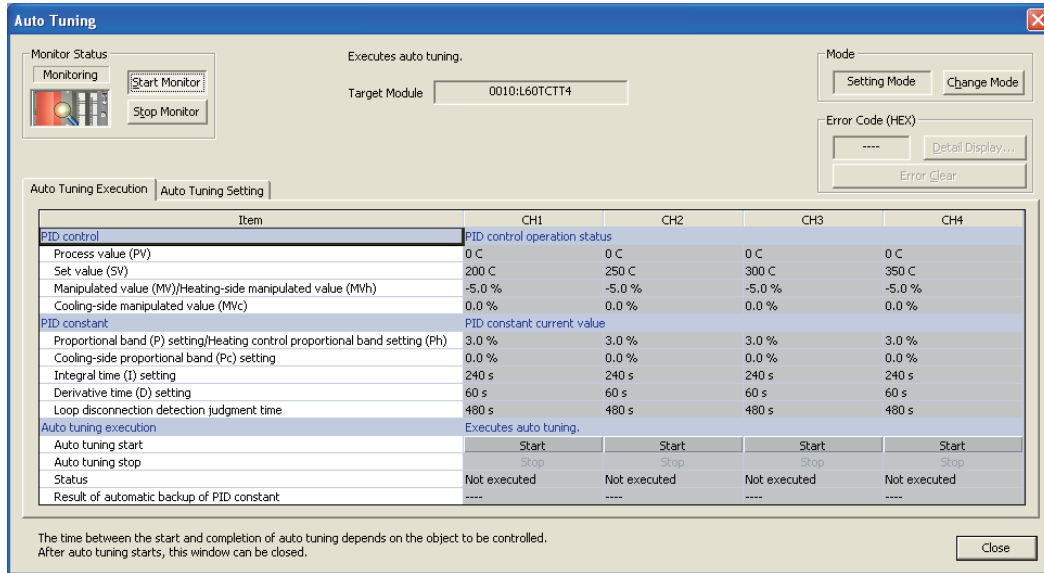 Auto Tuning
Monitor Status
Monitoring
Start Monitor
Stop Monitor
Executes auto tuning.
Target Module 0010:L60TCTT4
Mode
Setting Mode Change Mode
Error Code (HEX)
---- Detail Display...
Error Clear
Auto Tuning Execution Auto Tuning Setting
Item CH1 CH2 CH3 CH4
PID control PID control operation status
Process value (PV) 0 C 0 C 0 C 0 C
Set value (SV) 200 C 250 C 300 C 350 C
Manipulated value (MV)/Heating-side manipulated value (MVh) -5.0 % -5.0 % -5.0 % -5.0 %
Cooling-side manipulated value (MVc) 0.0 % 0.0 % 0.0 % 0.0 %
PID constant PID constant current value
Proportional band (P) setting/Heating control proportional band setting (Ph) 3.0 % 3.0 % 3.0 % 3.0 %
Cooling-side proportional band (Pc) setting 0.0 % 0.0 % 0.0 % 0.0 %
Integral time (I) setting 240 s 240 s 240 s 240 s
Derivative time (D) setting 60 s 60 s 60 s 60 s
Loop disconnection detection judgment time 480 s 480 s 480 s 480 s
Auto tuning execution Executes auto tuning.
Auto tuning start Start Start Start Start
Auto tuning stop Stop Stop Stop Stop
Status Not executed Not executed Not executed Not executed
Result of automatic backup of PID constant ---- ---- ---- ----
The time between the start and completion of auto tuning depends on the object to be controlled.
After auto tuning starts, this window can be closed.
Close